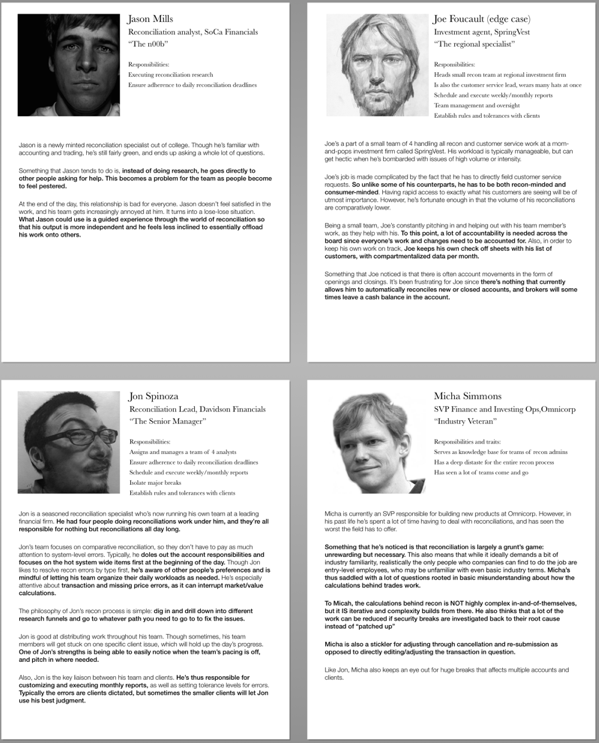 Jason Mills
Reconciliation analyst, SoCa Financials
“The n00b”
Responsibilities:
Executing reconciliation research
Ensure adherence to daily reconciliation deadlines
Jason is a newly minted reconciliation specialist out of college. Though he's familiar with
accounting and trading, he's still fairly green, and ends up asking a whole lot of questions.
Something that Jason tends to do is, instead of doing research, he goes directly to
other people asking for help. This becomes a problem for the team as people become
to feel pestered.
At the end of the day, this relationship is bad for everyone. Jason doesn't feel satisfied in the
work, and his team gets increasingly annoyed at him. It turns into a lose-lose situation.
What Jason could use is a guided experience through the world of reconciliation so
that his output is more independent and he feels less inclined to essentially offload
his work onto others.
Joe Foucault (edge case)
Investment agent, SpringVest
“The regional specialist”
Responsibilities:
Heads small recon team at regional investment firm
Is also the customer service lead, wears many hats at once
Schedule and execute weekly/monthly reports
Team management and oversight
Establish rules and tolerances with clients
Joe's a part of a small team of 4 handling all recon and customer service work at a mom-
and-pops investment firm called SpringVest. His workload is typically manageable, but can
get hectic when he's bombarded with issues of high volume or intensity.
Joe's job is made complicated by the fact that he has to directly field customer service
requests. So unlike some of his counterparts, he has to be both recon-minded and
consumer-minded. Having rapid access to exactly what his customers are seeing will be of
utmost importance. However, he's fortunate enough in that the volume of his reconciliations
are comparatively lower.
Being a small team, Joe's constantly pitching in and helping out with his team member's
work, as they help with his. To this point, a lot of accountability is needed across the
board since everyone's work and changes need to be accounted for. Also, in order to
keep his own work on track. Joe keeps his own check off sheets with his list of
customers, with compartmentalized data per month.
Something that Joe noticed is that there is often account movements in the form of
openings and closings. It's been frustrating for Joe since there's nothing that currently
allows him to automatically reconciles new or closed accounts, and brokers will some
times leave a cash balance in the account.
Jon Spinoza
Reconciliation Lead, Davidson Financials
“The Senior Manager”
Responsibilities:
Assigns and manages a team of 4 analysts
Ensure adherence to daily reconciliation deadlines
Schedule and execute weekly/monthly reports
Isolate major breaks
Establish rules and tolerances with clients
Jon is a seasoned reconciliation specialist who's now running his own team at a leading
financial firm. He had four people doing reconciliations work under him, and they're all
responsible for nothing but reconciliations all day long.
Jon's team focuses on comparative reconciliation, so they don't have to pay as much
attention to system-level errors. Typically, he doles out the account responsibilities and
focuses on the hot system wide items first at the beginning of the day. Though Jon
likes to resolve recon errors by type first, he's aware of other people's preferences and is
mindful of letting his team organize their daily workloads as needed. He's especially
attentive about transaction and missing price errors, as it can interrupt market/value
calculations.
The philosophy of Jon's recon process is simple: dig in and drill down into different
research funnels and go to whatever path you need to go to fix the issues.
Jon is good at distributing work throughout his team. Though sometimes, his team
members will get stuck on one specific client issue, which will hold up the day's progress.
One of Jon's strengths is being able to easily notice when the team's pacing is off,
and pitch in where needed.
Also, Jon is the key liaison between his team and clients. He's thus responsible for
customizing and executing monthly reports, as well as setting tolerance levels for errors.
Typically the errors are clients dictated, but sometimes the smaller clients will let Jon
use his best judgment.
Micha Simmons
SVP Finance and Investing Ops,Omnicorp
“Industry Veteran”
Responsibilities and traits:
Serves as knowledge base for teams of recon admins
Has a deep distaste for the entire recon process
Has seen a lot of teams come and go
Micha is currently an SVP responsible for building new products at Omnicorp. However, in
his past life he's spent a lot of time having to deal with reconciliations, and has seen the
worst the field has to offer.
Something that he's noticed is that reconciliation is largely a grunt's game:
unrewarding but necessary. This also means that while it ideally demands a bit of
industry familiarity, realistically the only people who companies can find to do the job are
entry-level employees, who may be unfamiliar with even basic industry terms. Micha's
thus saddled with a lot of questions rooted in basic misunderstanding about how the
calculations behind trades work.
To Micah, the calculations behind recon is NOT highly complex in-and-of-themselves,
but it IS iterative and complexity builds from there. He also thinks that a lot of the
work can be reduced if security breaks are investigated back to their root cause
instead of “patched up”
Micha is also a stickler for adjusting through cancellation and re-submission as
opposed to directly editing/adjusting the transaction in question.
Like Jon, Micha also keeps an eye out for huge breaks that affects multiple accounts and
clients.